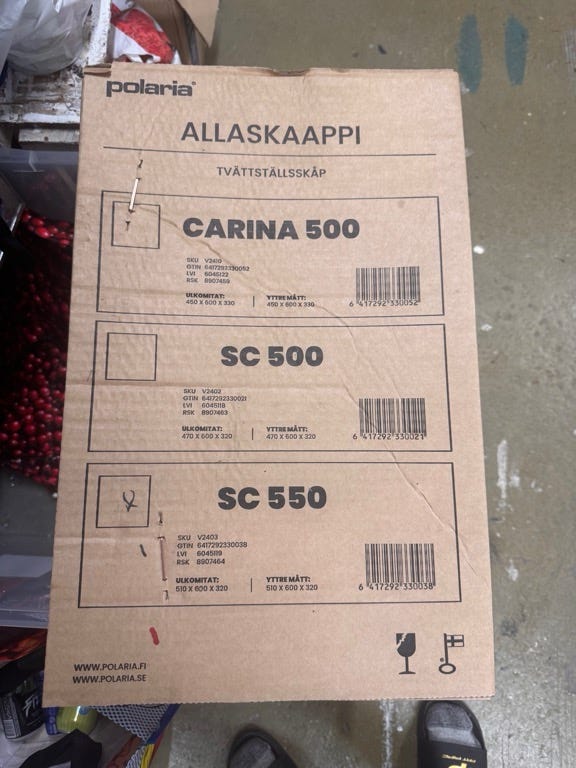 polaria®
ALLASKAAPPI
TVÄTTSTÄLLSSKÅP
CARINA 500
SKU V2410
GTIN 6417292330052
LVI 6045122
RSK 8907459
ULKOMITAT: YTTRE MÅTT:
450 X 600 X 330 450 X 600 X 330
6 417292 330052
SC 500
SKU V2402
GTIN 6417292330021
LVI 6045118
RSK 8907463
ULKOMITAT: YTTRE MÅTT:
470 X 600 X 320 470 X 600 X 320
6 417292 330021
SC 550
SKU V2403
GTIN 6417292330038
LVI 6045119
RSK 8907464
ULKOMITAT: YTTRE MÅTT:
510 X 600 X 320 510 X 600 X 320
6 417292 330038
WWW.POLARIA.FI
WWW.POLARIA.SE